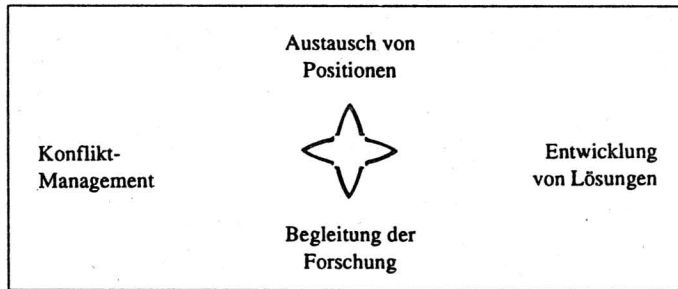 Austausch von
Positionen
Konflikt-
Management
Entwicklung
von Lösungen
Begleitung der
Forschung